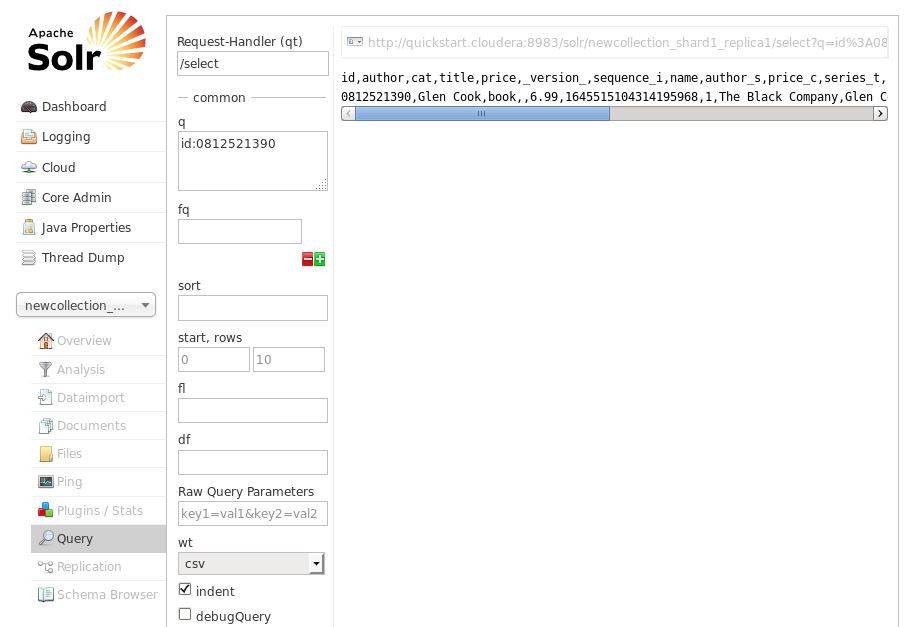 Apache
Solr
Dashboard
Logging
Cloud
Core Admin
Java Properties
Thread Dump
newcollection_...
Overview
Analysis
Dataimport
Documents
Files
Ping
Plugins / Stats
Query
Replication
Schema Browser
Request-Handler (qt)
/select
common
q
id:0812521390
fq
sort
start, rows
0 10
fl
df
Raw Query Parameters
key1=val1&key2=val2
wt
csv
indent
debugQuery
http://quickstart.cloudera:8983/solr/newcollection_shard1_replica1/select?q=id%3A08
id,author,cat,title,price,_version_,sequence_i,name,author_s,price_c,series_t,
0812521390,Glen Cook,book,,6.99,1645515104314195968,1,The Black Company,Glen C